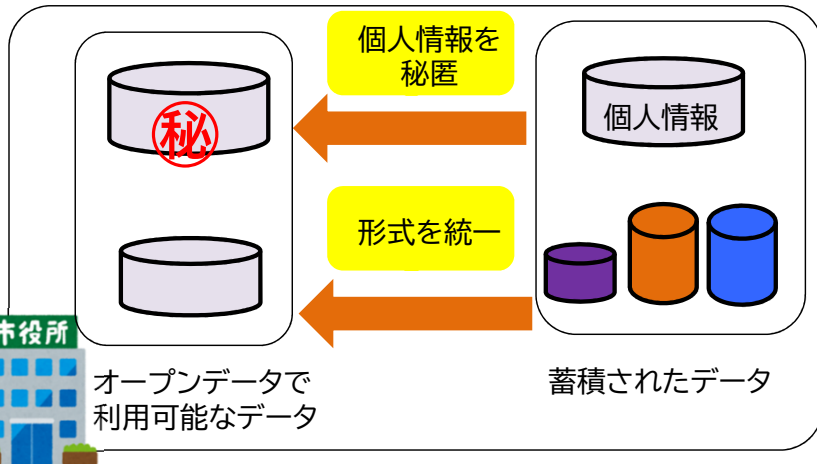 個人情報を
秘匿
個人情報
秘
形式を統一
市役所
オープンデータで
利用可能なデータ
蓄積されたデータ